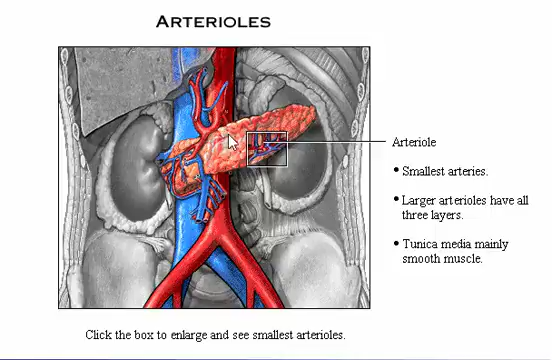 ARTERIOLES
Arteriole
• Smallest arteries.
• Larger arterioles have all
three layers.
• Tunica media mainly
smooth muscle.
Click the box to enlarge and see smallest arterioles.